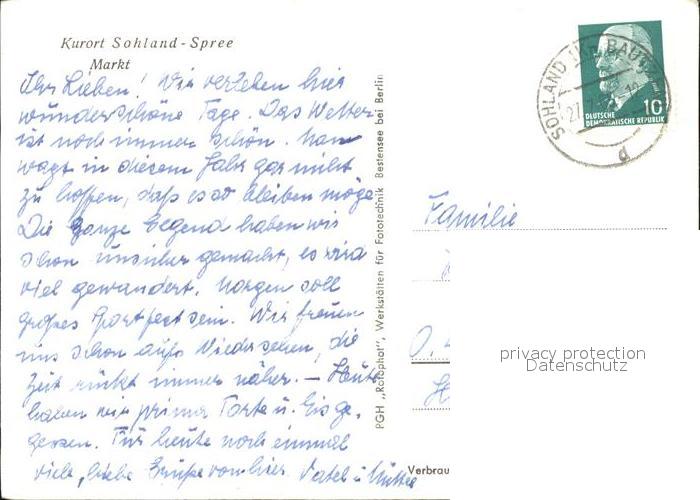 Kurort Sohland-Spree
Markt
Ihr Lieben! Wir verleben hier
wunderschöne Tage. Das Wetter
ist noch immer schön. Man
wagt in diesem Jahr gar nicht
zu hoffen, daß es so bleiben möge.
Die ganze Gegend haben wir
schon unsicher gemacht, es wird
viel gewandert. Morgen soll
großes Sportfest sein. Wir freuen
uns schon aufs Wiedersehen, die
Zeit rückt immer näher. – Heute
haben wir prima Torte u. Eis ge-
gessen. Für heute noch einmal
viele, liebe Grüße von hier. Vatel u. Mutter
PGH „Rotophot", Werkstätten für Fototechnik Bestensee bei Berlin
SOHLAND (Kr. BAUTZEN)
27.7.
d
10
DEUTSCHE
DEMOKRATISCHE REPUBLIK
Familie
O.
H
privacy protection
Datenschutz
Verbrau